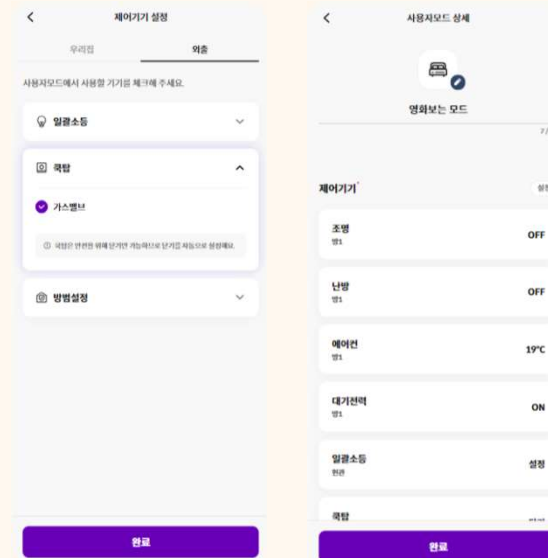 제어기기 설정
우리집
외출
사용자모드에서 사용할 기기를 체크해 주세요.
일괄소등
쿡탑
가스밸브
쿡탑은 안전을 위해 닫기만 가능하므로 닫기를 자동으로 설정해요.
방범설정
완료
사용자모드 상세
영화보는 모드
제어기기
조명
방1
OFF
난방
방1
OFF
에어컨
방1
19°C
대기전력
방1
ON
일괄소등
현관
설정
쿡탑
완료